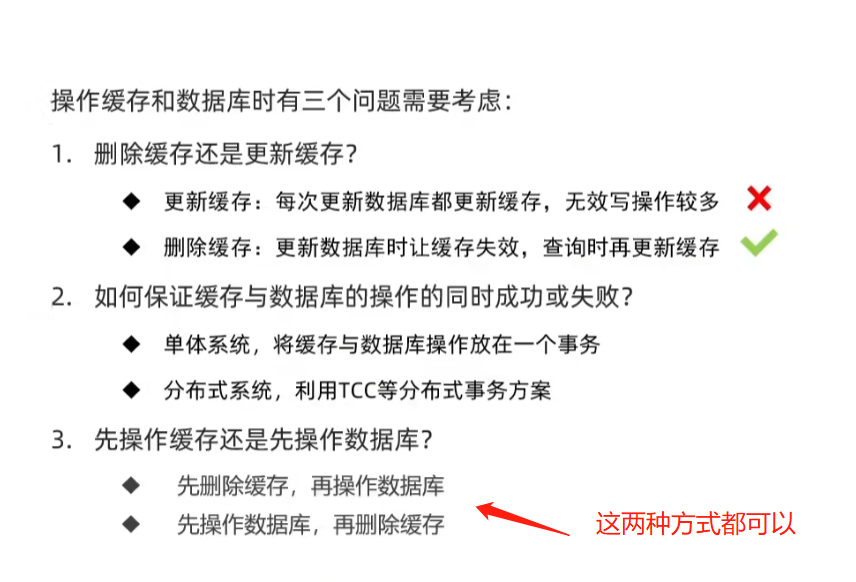 操作缓存和数据库时有三个问题需要考虑：
1. 删除缓存还是更新缓存？
◆ 更新缓存：每次更新数据库都更新缓存，无效写操作较多
◆ 删除缓存：更新数据库时让缓存失效，查询时再更新缓存
2. 如何保证缓存与数据库的操作的同时成功或失败？
◆ 单体系统，将缓存与数据库操作放在一个事务
◆ 分布式系统，利用TCC等分布式事务方案
3. 先操作缓存还是先操作数据库？
◆ 先删除缓存，再操作数据库
◆ 先操作数据库，再删除缓存
这两种方式都可以